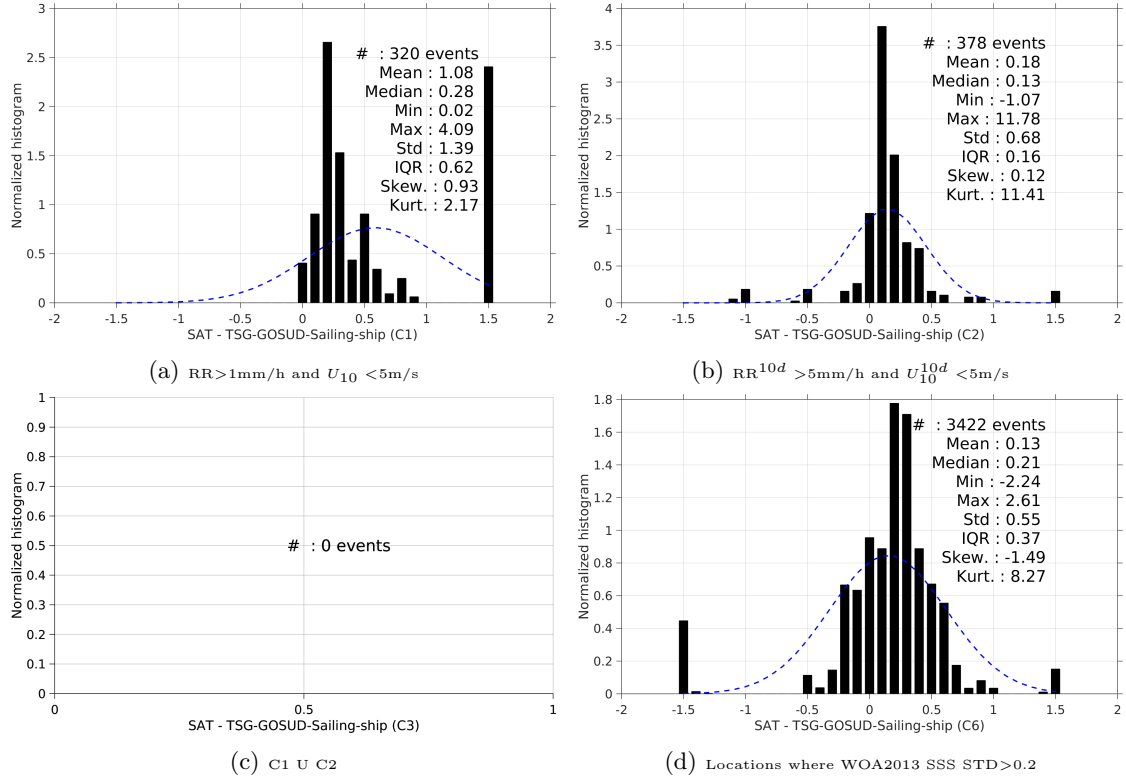 3
2.5
2
1.5
1
0.5
0
-2
-1.5
-1
-0.5
0
0.5
1
1.5
2
Normalized histogram
# : 320 events
Mean : 1.08
Median : 0.28
Min : 0.02
Max : 4.09
Std : 1.39
IQR : 0.62
Skew. : 0.93
Kurt. : 2.17
SAT - TSG-GOSUD-Sailing-ship (C1)
(a) RR>1mm/h and U10 <5m/s
4
3.5
3
2.5
2
1.5
1
0.5
0
-2
-1.5
-1
-0.5
0
0.5
1
1.5
2
Normalized histogram
# : 378 events
Mean : 0.18
Median : 0.13
Min : -1.07
Max : 11.78
Std : 0.68
IQR : 0.16
Skew. : 0.12
Kurt. : 11.41
SAT - TSG-GOSUD-Sailing-ship (C2)
(b) RR10d >5mm/h and U10d10 <5m/s
1
0.9
0.8
0.7
0.6
0.5
0.4
0.3
0.2
0.1
0
0
0.5
1
Normalized histogram
# : 0 events
SAT - TSG-GOSUD-Sailing-ship (C3)
(c) C1 U C2
1.8
1.6
1.4
1.2
1
0.8
0.6
0.4
0.2
0
-2
-1.5
-1
-0.5
0
0.5
1
1.5
2
Normalized histogram
# : 3422 events
Mean : 0.13
Median : 0.21
Min : -2.24
Max : 2.61
Std : 0.55
IQR : 0.37
Skew. : -1.49
Kurt. : 8.27
SAT - TSG-GOSUD-Sailing-ship (C6)
(d) Locations where WOA2013 SSS STD>0.2